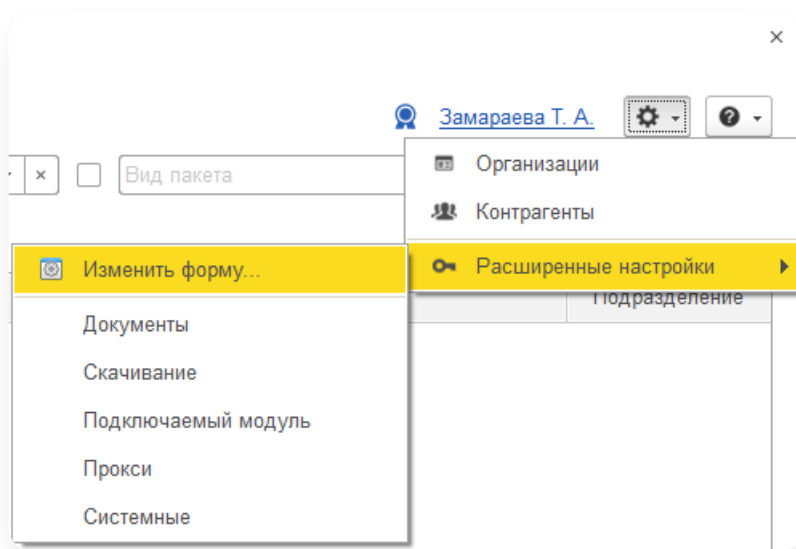 Замараева Т. А.
Вид пакета
Организации
Контрагенты
Расширенные настройки
Подразделение
Изменить форму...
Документы
Скачивание
Подключаемый модуль
Прокси
Системные